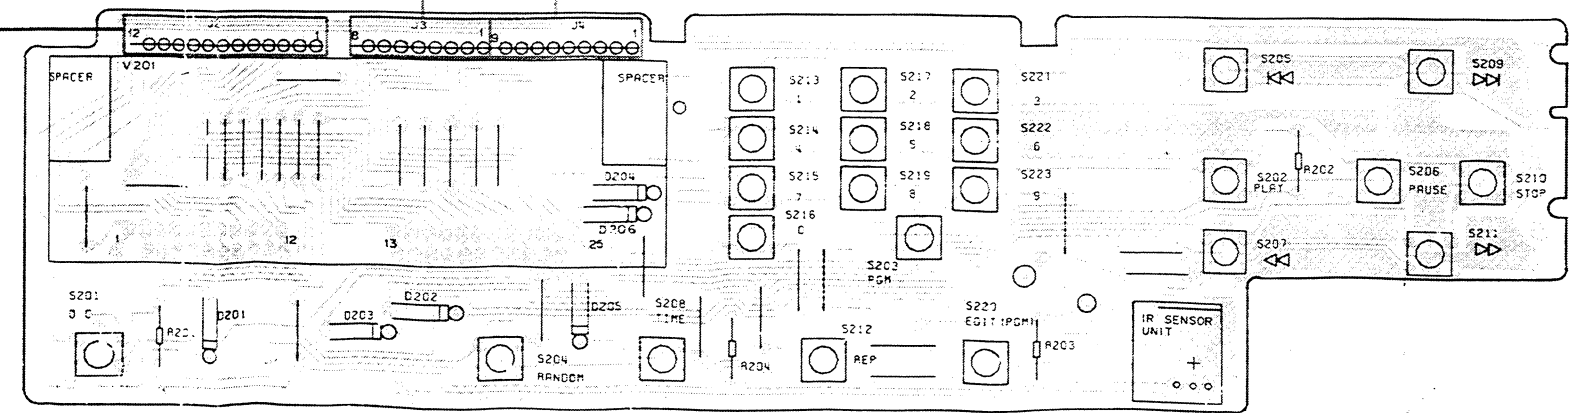 J2
J3
J4
12
1
8
1
9
1
V201
SPACER
SPACER
S213
1
S217
2
S221
3
S205
S209
S214
4
S218
5
S222
6
S215
7
S219
8
S223
9
D204
D206
S216
0
S203
PGM
S202
PLAY
R202
S206
PAUSE
S210
STOP
S207
S211
1
12
13
25
S201
D201
R201
D203
D202
D205
S208
TIME
S204
RANDOM
R204
S212
REP
S220
EDIT(PGM)
R203
IR SENSOR
UNIT